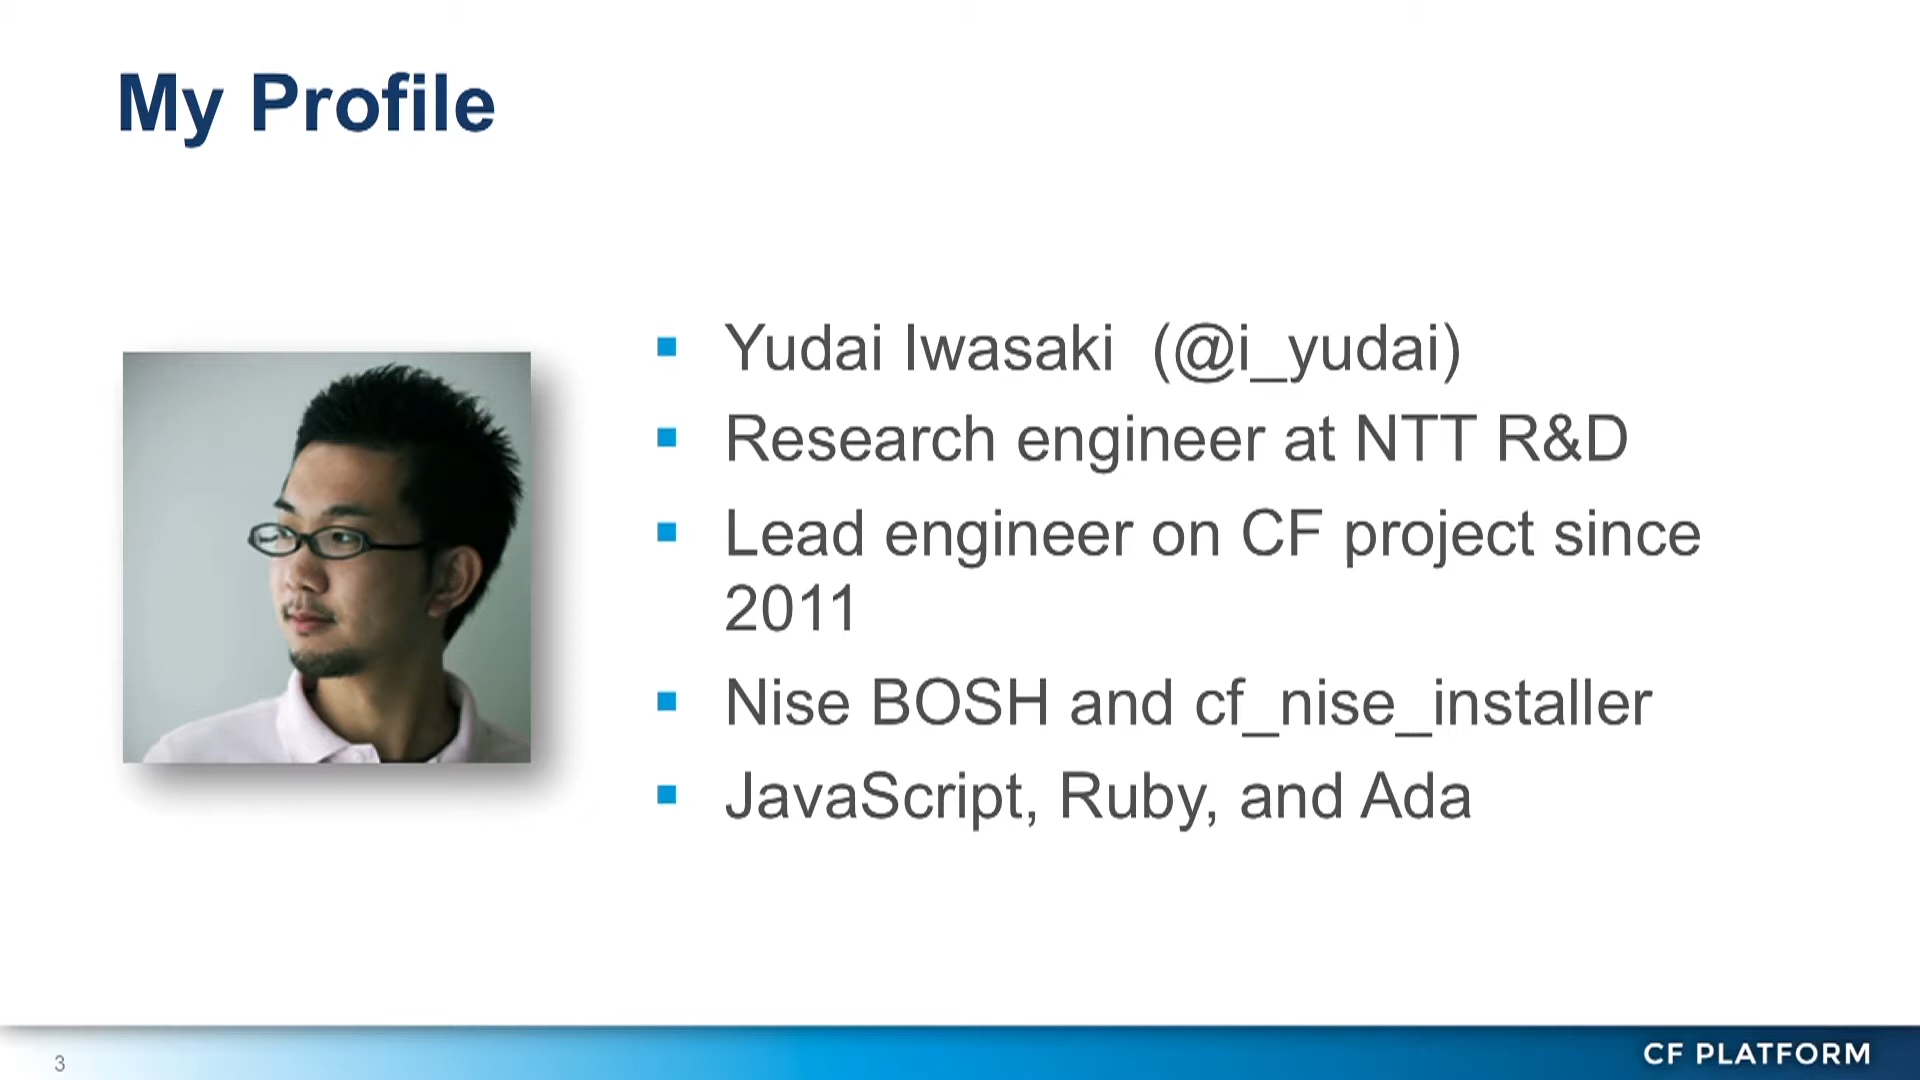 My Profile
Yudai Iwasaki  (@i_yudai)
Research engineer at NTT R&D
Lead engineer on CF project since
2011
Nise BOSH and cf_nise_installer
JavaScript, Ruby, and Ada
3
CF PLATFORM